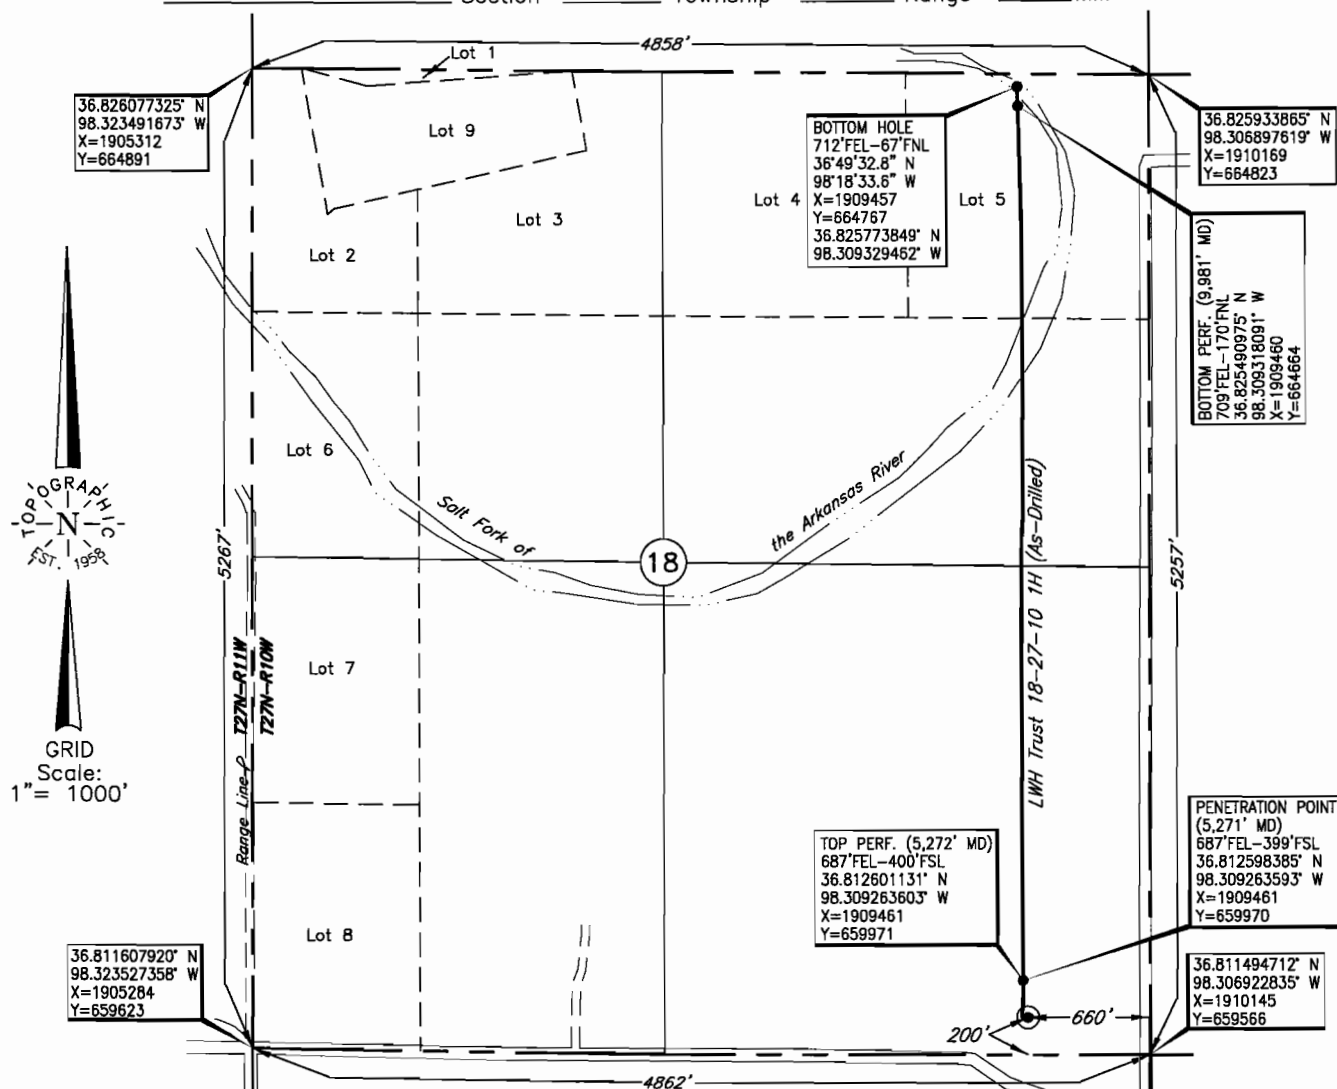 Section Township Range
4858'
Lot 1
36.826077325° N
98.323491673° W
X=1905312
Y=664891
Lot 9
BOTTOM HOLE
712'FEL-67'FNL
36°49'32.8" N
98°18'33.6" W
X=1909457
Y=664767
36.825773849° N
98.309329462° W
36.825933865° N
98.306897619° W
X=1910169
Y=664823
Lot 4
Lot 5
Lot 3
Lot 2
BOTTOM PERF. (9,981' MD)
709'FEL-170'FNL
36.825490975° N
98.309318091° W
X=1909460
Y=664664
Lot 6
Salt Fork of
the Arkansas River
TOPOGRAPHIC
N
EST. 1958
5267'
18
LWH Trust 18-27-10 1H (As-Drilled)
5257'
Lot 7
Range Line
T27N-R11W
T27N-R10W
GRID
Scale:
1"= 1000'
TOP PERF. (5,272' MD)
687'FEL-400'FSL
36.812601131° N
98.309263603° W
X=1909461
Y=659971
PENETRATION POINT
(5,271' MD)
687'FEL-399'FSL
36.812598385° N
98.309263593° W
X=1909461
Y=659970
Lot 8
36.811607920° N
98.323527358° W
X=1905284
Y=659623
36.811494712° N
98.306922835° W
X=1910145
Y=659566
660'
200'
4862'